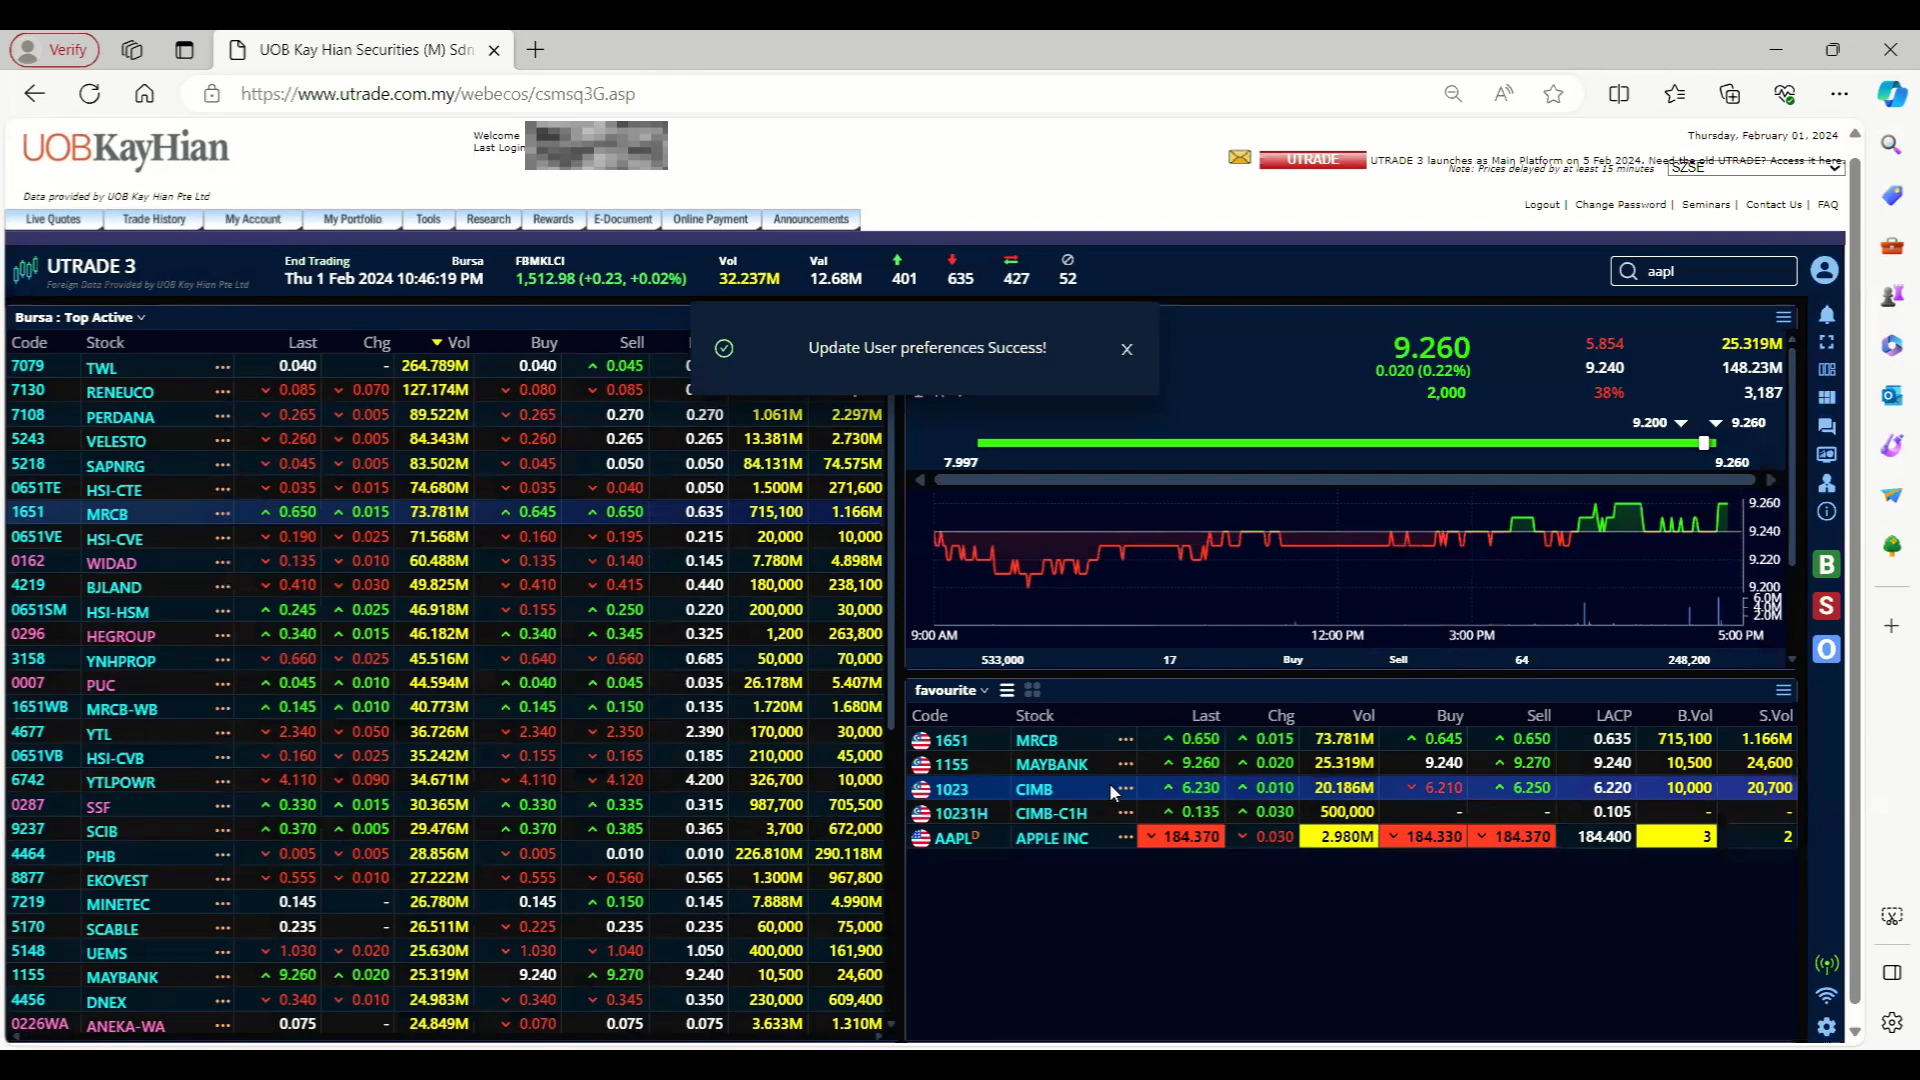 Verify
UOB Kay Hian Securities (M) Sdn
https://www.utrade.com.my/webecos/csmsq3G.asp
UOBKayHian
Data provided by UOB Kay Hian Pte Ltd
Welcome
Last Login
Thursday, February 01, 2024
UTRADE UTRADE 3 launches as Main Platform on 5 Feb 2024. Need the old UTRADE? Access it here.
Note: Prices delayed by at least 15 minutes SZSE
Logout | Change Password | Seminars | Contact Us | FAQ
Live Quotes Trade History My Account My Portfolio Tools Research Rewards E-Document Online Payment Announcements
UTRADE 3
Foreign Data Provided by UOB Kay Hian Pte Ltd
End Trading Bursa FBMKLCI Vol Val
Thu 1 Feb 2024 10:46:19 PM 1,512.98 (+0.23, +0.02%) 32.237M 12.68M 401 635 427 52
aapl
Update User preferences Success!
X
Bursa : Top Active
Code Stock Last Chg Vol Buy Sell
7079 TWL ••• 0.040 - 264.789M 0.040 0.045
7130 RENEUCO ••• 0.085 0.070 127.174M 0.080 0.085
7108 PERDANA ••• 0.265 0.005 89.522M 0.265 0.270 0.270 1.061M 2.297M
5243 VELESTO ••• 0.260 0.005 84.343M 0.260 0.265 0.265 13.381M 2.730M
5218 SAPNRG ••• 0.045 0.005 83.502M 0.045 0.050 0.050 84.131M 74.575M
0651TE HSI-CTE ••• 0.035 0.015 74.680M 0.035 0.040 0.050 1.500M 271,600
1651 MRCB ••• 0.650 0.015 73.781M 0.645 0.650 0.635 715,100 1.166M
0651VE HSI-CVE ••• 0.190 0.025 71.568M 0.160 0.195 0.215 20,000 10,000
0162 WIDAD ••• 0.135 0.010 60.488M 0.135 0.140 0.145 7.780M 4.898M
4219 BJLAND ••• 0.410 0.030 49.825M 0.410 0.415 0.440 180,000 238,100
0651SM HSI-HSM ••• 0.245 0.025 46.918M 0.155 0.250 0.220 200,000 30,000
0296 HEGROUP ••• 0.340 0.015 46.182M 0.340 0.345 0.325 1,200 263,800
3158 YNHPROP ••• 0.660 0.025 45.516M 0.640 0.660 0.685 50,000 70,000
0007 PUC ••• 0.045 0.010 44.594M 0.040 0.045 0.035 26.178M 5.407M
1651WB MRCB-WB ••• 0.145 0.010 40.773M 0.145 0.150 0.135 1.720M 1.680M
4677 YTL ••• 2.340 0.050 36.726M 2.340 2.350 2.390 170,000 30,000
0651VB HSI-CVB ••• 0.160 0.025 35.242M 0.160 0.165 0.185 210,000 45,000
6742 YTLPOWR ••• 4.110 0.090 34.671M 4.110 4.120 4.200 326,700 10,000
0287 SSF ••• 0.330 0.015 30.365M 0.330 0.335 0.315 987,700 705,500
9237 SCIB ••• 0.370 0.005 29.476M 0.370 0.385 0.365 3,700 672,000
4464 PHB ••• 0.005 0.005 28.856M 0.005 0.010 0.010 226.810M 290.118M
8877 EKOVEST ••• 0.555 0.010 27.222M 0.555 0.560 0.565 1.300M 967,800
7219 MINETEC ••• 0.145 - 26.780M 0.145 0.150 0.145 7.888M 4.990M
5170 SCABLE ••• 0.235 - 26.511M 0.225 0.235 0.235 60,000 75,000
5148 UEMS ••• 1.030 0.020 25.630M 1.030 1.040 1.050 400,000 161,900
1155 MAYBANK ••• 9.260 0.020 25.319M 9.240 9.270 9.240 10,500 24,600
4456 DNEX ••• 0.340 0.010 24.983M 0.340 0.345 0.350 230,000 609,400
0226WA ANEKA-WA ••• 0.075 - 24.849M 0.070 0.075 0.075 3.633M 1.310M
9.260 5.854 25.319M
0.020 (0.22%) 9.240 148.23M
2,000 38% 3,187
9.200 9.260
7.997 9.260
9.260
9.240
9.220
9.200
6.0M
4.0M
2.0M
9:00 AM 12:00 PM 3:00 PM 5:00 PM
533,000 17 Buy Sell 64 248,200
favourite
Code Stock Last Chg Vol Buy Sell LACP B.Vol S.Vol
1651 MRCB ••• 0.650 0.015 73.781M 0.645 0.650 0.635 715,100 1.166M
1155 MAYBANK ••• 9.260 0.020 25.319M 9.240 9.270 9.240 10,500 24,600
1023 CIMB ••• 6.230 0.010 20.186M 6.210 6.250 6.220 10,000 20,700
10231H CIMB-C1H ••• 0.135 0.030 500,000 - - 0.105 - -
AAPL D APPLE INC ••• 184.370 0.030 2.980M 184.330 184.370 184.400 3 2
B
S
O